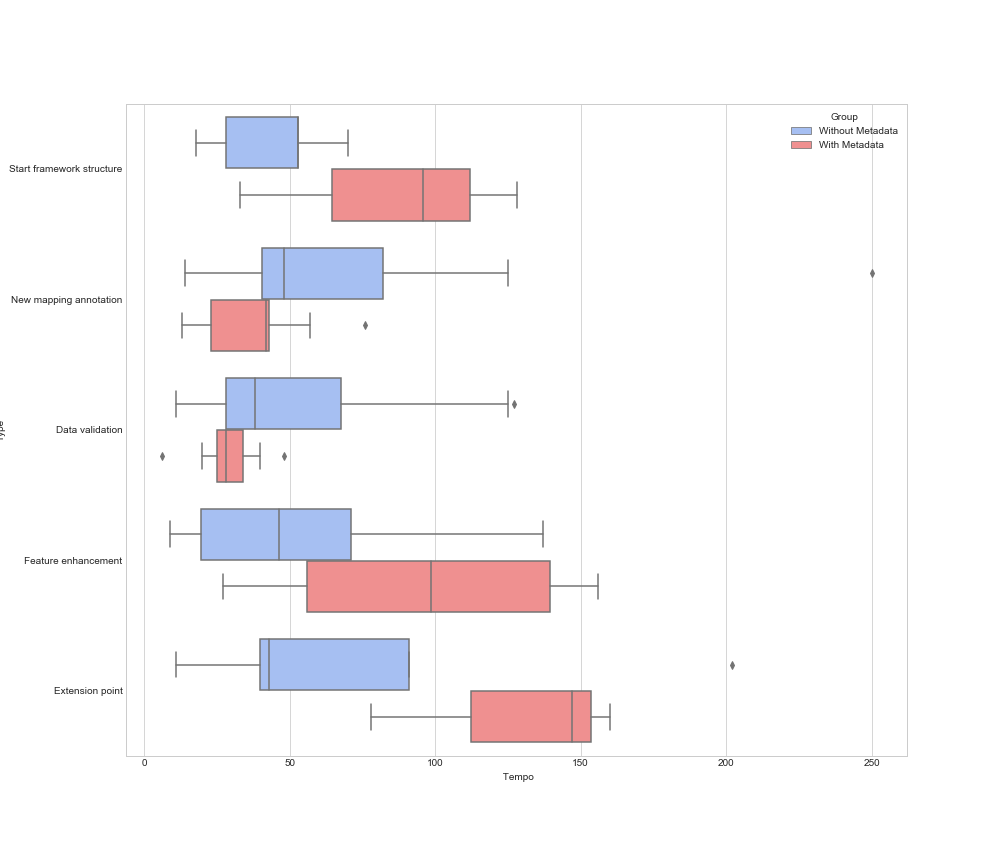 Group
Without Metadata
With Metadata
Start framework structure
New mapping annotation
Data validation
Feature enhancement
Extension point
0 50 100 150 200 250
Tempo